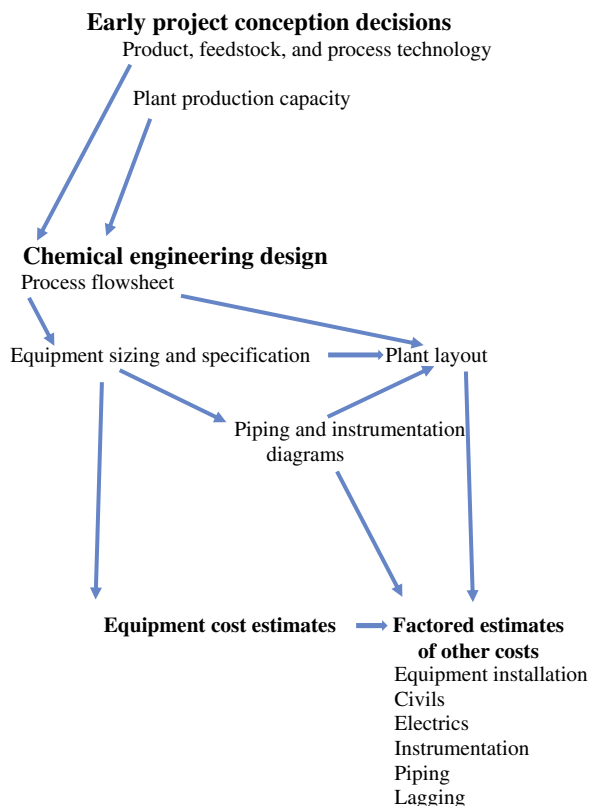 Early project conception decisions
Product, feedstock, and process technology
Plant production capacity
Chemical engineering design
Process flowsheet
Equipment sizing and specification
Plant layout
Piping and instrumentation
diagrams
Equipment cost estimates
Factored estimates
of other costs
Equipment installation
Civils
Electrics
Instrumentation
Piping
Lagging